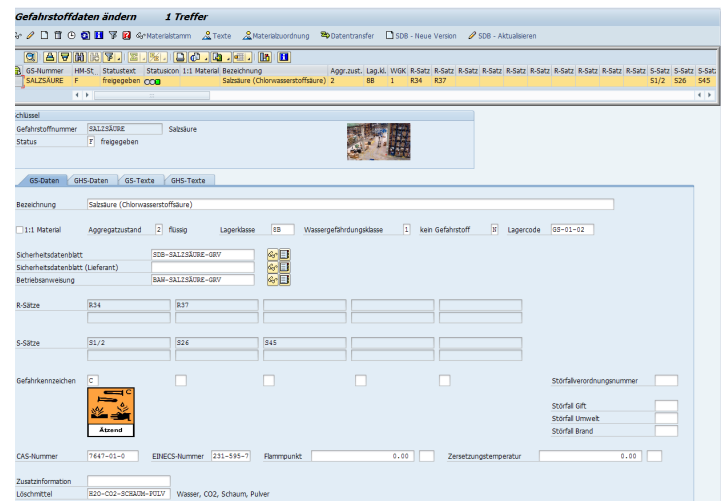 Gefahrstoffdaten ändern 1 Treffer
Materialstamm Texte Materialzuordnung Datentransfer SDB - Neue Version SDB - Aktualisieren
GS-Nummer HM-St. Statustext Statusicon 1:1 Material Bezeichnung Aggr.zust. Lag.kl. WGK R-Satz R-Satz R-Satz R-Satz R-Satz R-Satz R-Satz R-Satz R-Satz R-Satz S-Satz S-Satz S-Satz
SALZSÄURE F freigegeben Salzsäure (Chlorwasserstoffsäure) 2 8B 1 R34 R37 S1/2 S26 S45
chlüssel
Gefahrstoffnummer SALZSÄURE Salzsäure
Status F freigegeben
GS-Daten GHS-Daten GS-Texte GHS-Texte
Bezeichnung Salzsäure (Chlorwasserstoffsäure)
1:1 Material Aggregatzustand 2 flüssig Lagerklasse 8B Wassergefährdungsklasse 1 kein Gefahrstoff N Lagercode GS-01-02
Sicherheitsdatenblatt SDB-SALZSÄURE-GRV
Sicherheitsdatenblatt (Lieferant)
Betriebsanweisung BAW-SALZSÄURE-GRV
R-Sätze R34 R37
S-Sätze S1/2 S26 S45
Gefahrkennzeichen C Störfallverordnungsnummer
C
Ätzend
Störfall Gift
Störfall Umwelt
Störfall Brand
CAS-Nummer 7647-01-0 EINECS-Nummer 231-595-7 Flammpunkt 0.00 Zersetzungstemperatur 0.00
Zusatzinformation
Löschmittel H2O-CO2-SCHAUM-PULV Wasser, CO2, Schaum, Pulver